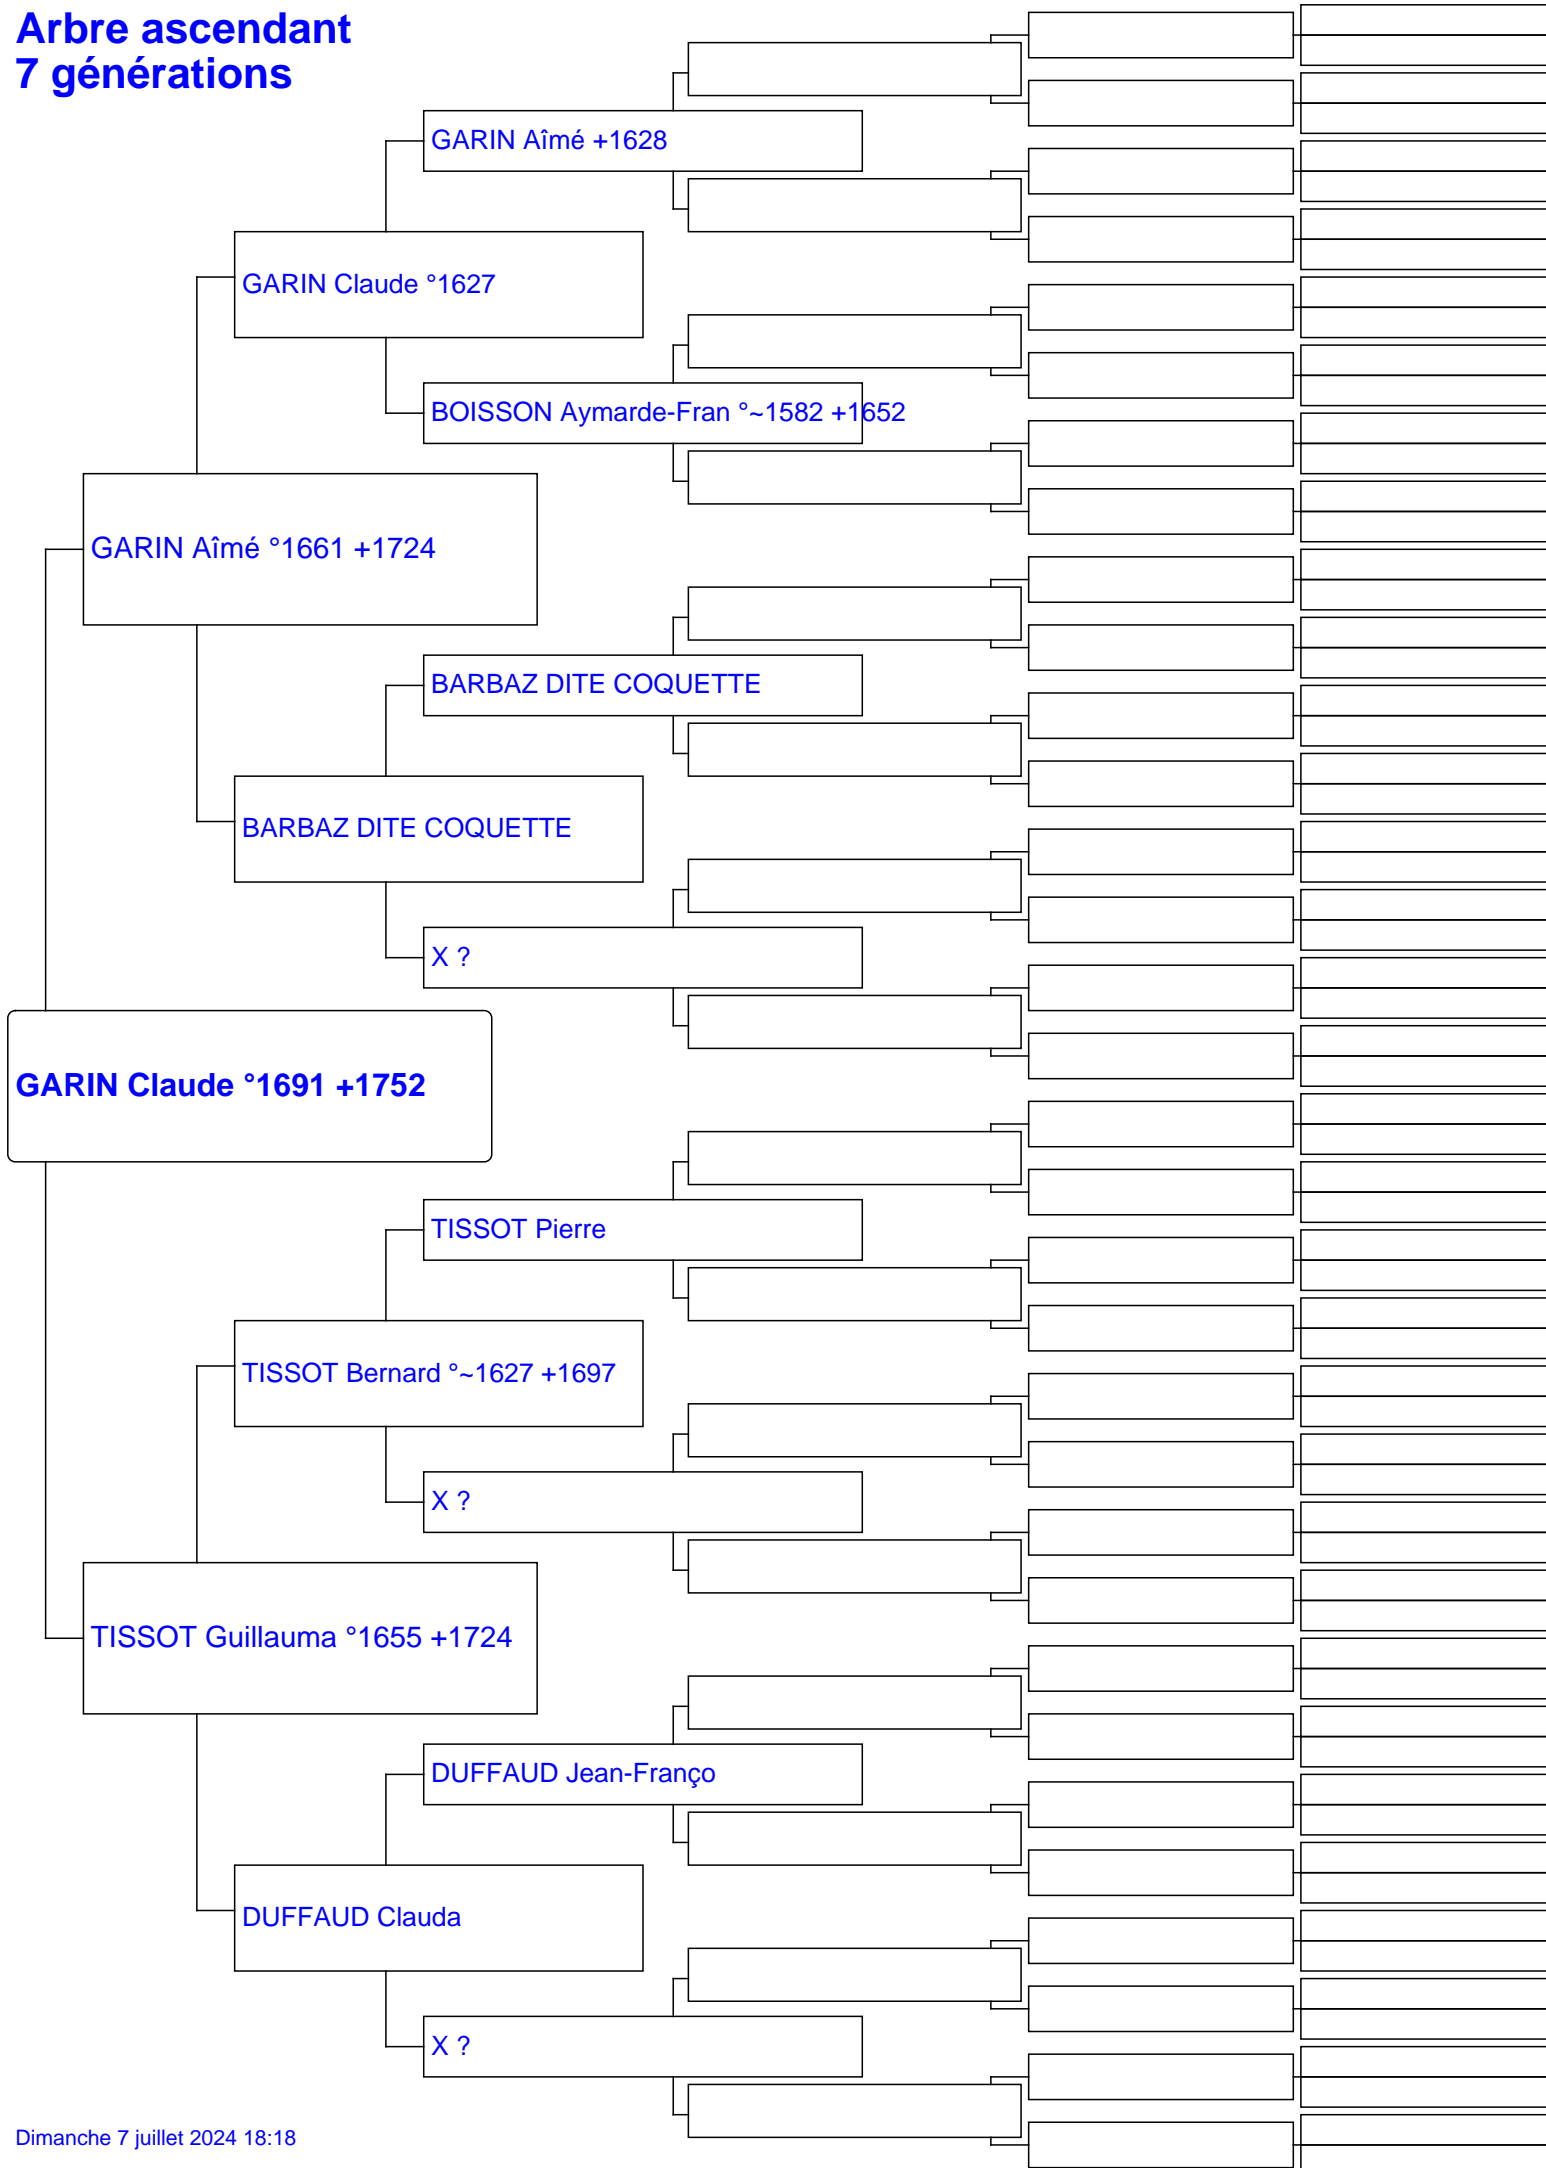 Arbre ascendant
7 générations
GARIN Aîmé +1628
GARIN Claude °1627
BOISSON Aymarde-Fran °~1582 +1652
GARIN Aîmé °1661 +1724
BARBAZ DITE COQUETTE
BARBAZ DITE COQUETTE
X ?
GARIN Claude °1691 +1752
TISSOT Pierre
TISSOT Bernard °~1627 +1697
X ?
TISSOT Guillauma °1655 +1724
DUFFAUD Jean-Franço
DUFFAUD Clauda
X ?
Dimanche 7 juillet 2024 18:18